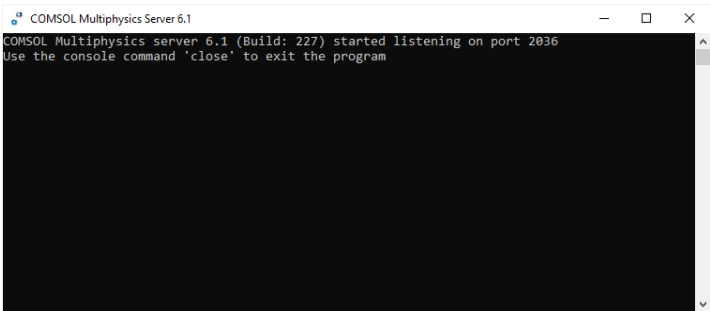 COMSOL Multiphysics Server 6.1
COMSOL Multiphysics server 6.1 (Build: 227) started listening on port 2036
Use the console command 'close' to exit the program